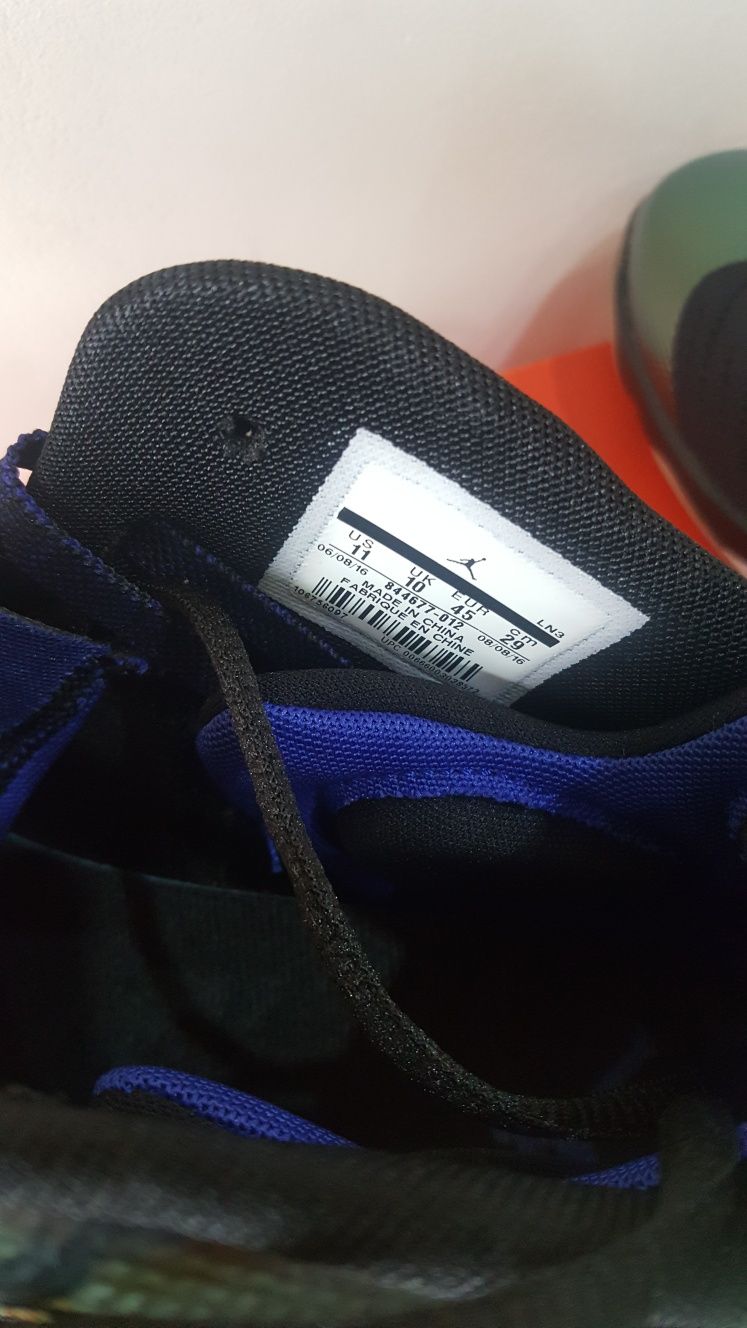 US UK EUR cm
11 10 45 29
06/08/16 844677-012 08/08/16
MADE IN CHINA LN3
FABRIQUE EN CHINE
UPC